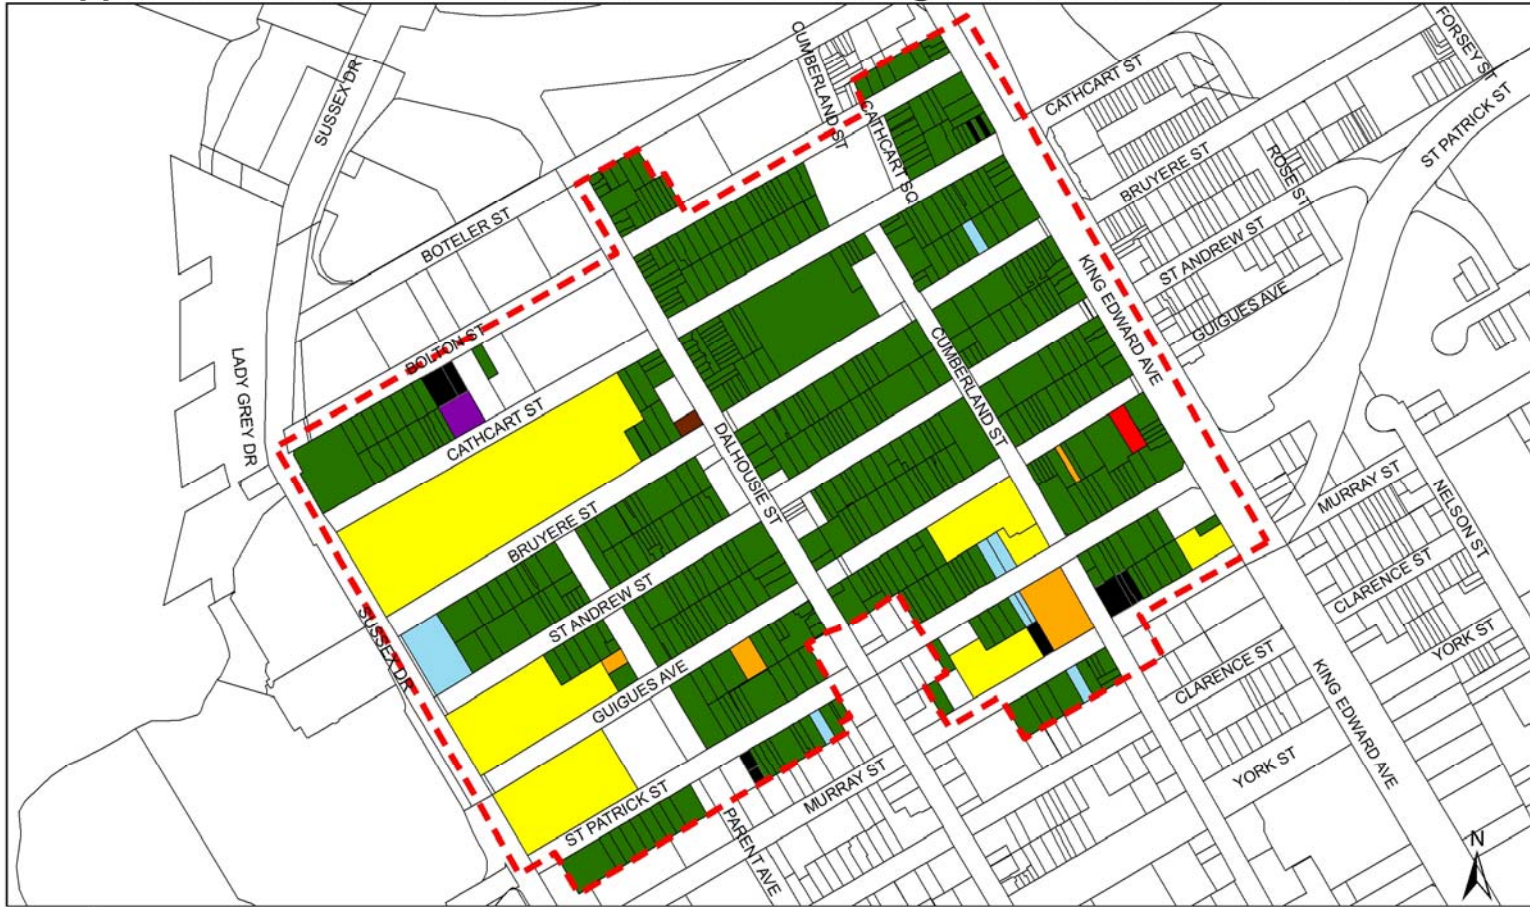 CUMBERLAND ST
FORSEY ST
SUSSEX DR
CATHCART ST
ST PATRICK ST
CATHCART SQ
BRUYERE ST
ROSE ST
BOTELER ST
ST ANDREW ST
KING EDWARD AVE
GUIGUES AVE
BOLTON ST
LADY GREY DR
CUMBERLAND ST
CATHCART ST
DALHOUSIE ST
MURRAY ST
NELSON ST
BRUYERE ST
CLARENCE ST
ST ANDREW ST
SUSSEX DR
YORK ST
GUIGUES AVE
CLARENCE ST
KING EDWARD AVE
YORK ST
MURRAY ST
ST PATRICK ST
PARENT AVE
N